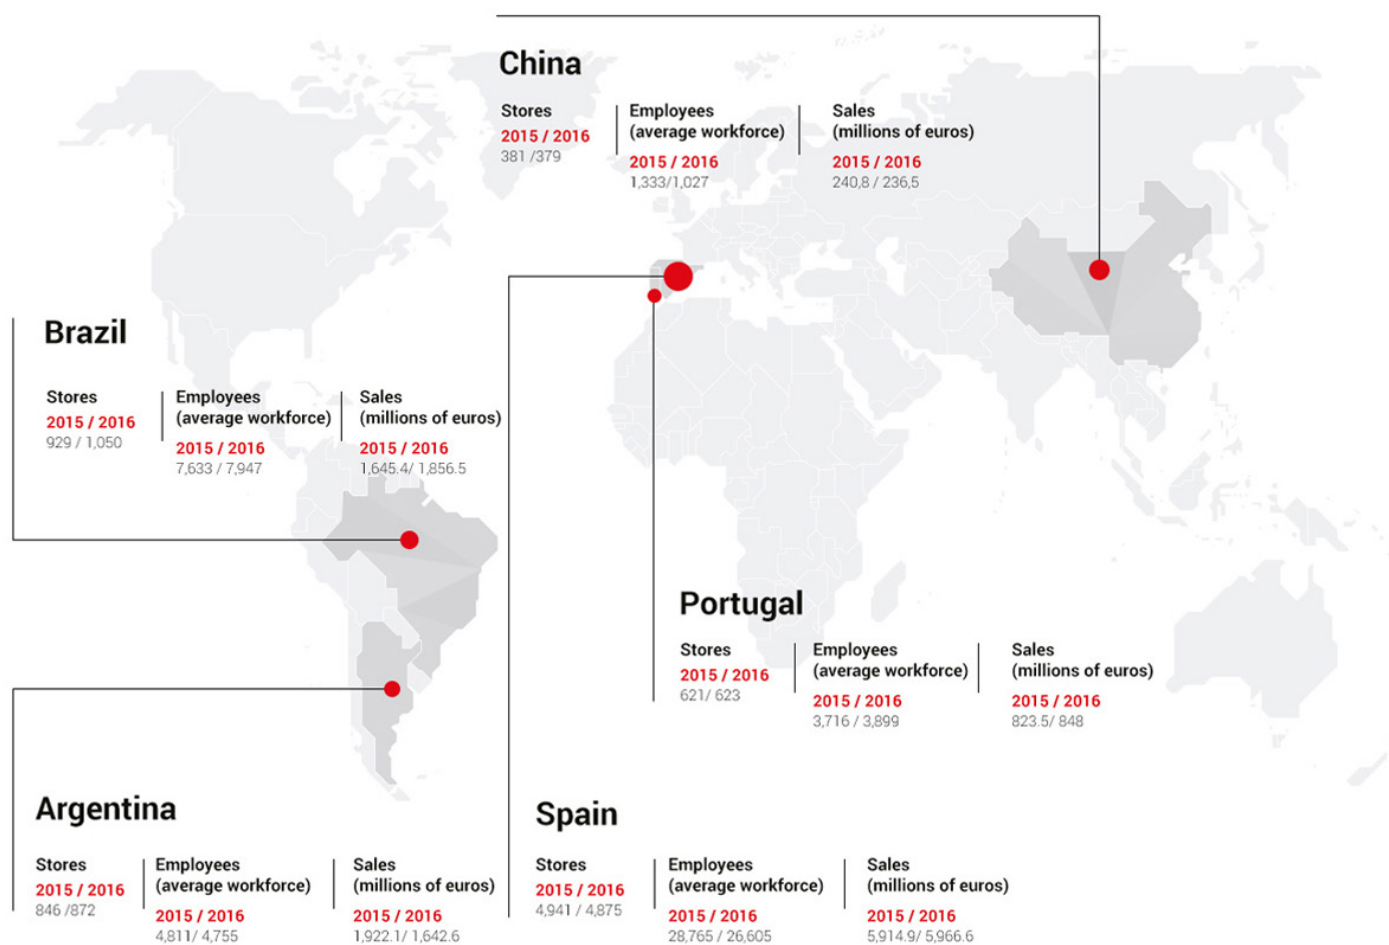 China
Stores
2015 / 2016
381 /379
Employees
(average workforce)
2015 / 2016
1,333/1,027
Sales
(millions of euros)
2015 / 2016
240,8 / 236,5
Brazil
Stores
2015 / 2016
929 / 1,050
Employees
(average workforce)
2015 / 2016
7,633 / 7,947
Sales
(millions of euros)
2015 / 2016
1,645.4/ 1,856.5
Portugal
Stores
2015 / 2016
621/ 623
Employees
(average workforce)
2015 / 2016
3,716 / 3,899
Sales
(millions of euros)
2015 / 2016
823.5/ 848
Argentina
Stores
2015 / 2016
846 /872
Employees
(average workforce)
2015 / 2016
4,811/ 4,755
Sales
(millions of euros)
2015 / 2016
1,922.1/ 1,642.6
Spain
Stores
2015 / 2016
4,941 / 4,875
Employees
(average workforce)
2015 / 2016
28,765 / 26,605
Sales
(millions of euros)
2015 / 2016
5,914.9/ 5,966.6